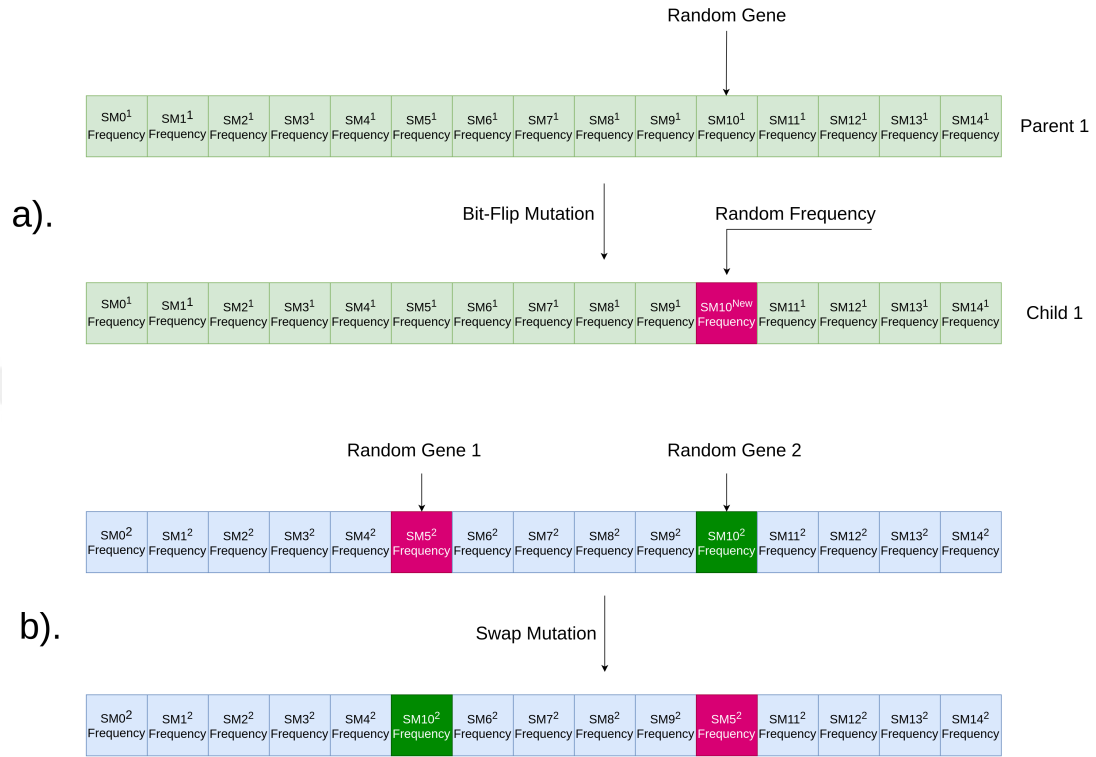 Random Gene
SM0¹ SM1¹ SM2¹ SM3¹ SM4¹ SM5¹ SM6¹ SM7¹ SM8¹ SM9¹ SM10¹ SM11¹ SM12¹ SM13¹ SM14¹
Frequency Frequency Frequency Frequency Frequency Frequency Frequency Frequency Frequency Frequency Frequency Frequency Frequency Frequency Frequency
Parent 1
a).
Bit-Flip Mutation
Random Frequency
SM0¹ SM1¹ SM2¹ SM3¹ SM4¹ SM5¹ SM6¹ SM7¹ SM8¹ SM9¹ SM10ᴺᵉʷ SM11¹ SM12¹ SM13¹ SM14¹
Frequency Frequency Frequency Frequency Frequency Frequency Frequency Frequency Frequency Frequency Frequency Frequency Frequency Frequency Frequency
Child 1
Random Gene 1
Random Gene 2
SM0² SM1² SM2² SM3² SM4² SM5² SM6² SM7² SM8² SM9² SM10² SM11² SM12² SM13² SM14²
Frequency Frequency Frequency Frequency Frequency Frequency Frequency Frequency Frequency Frequency Frequency Frequency Frequency Frequency Frequency
b).
Swap Mutation
SM0² SM1² SM2² SM3² SM4² SM10² SM6² SM7² SM8² SM9² SM5² SM11² SM12² SM13² SM14²
Frequency Frequency Frequency Frequency Frequency Frequency Frequency Frequency Frequency Frequency Frequency Frequency Frequency Frequency Frequency